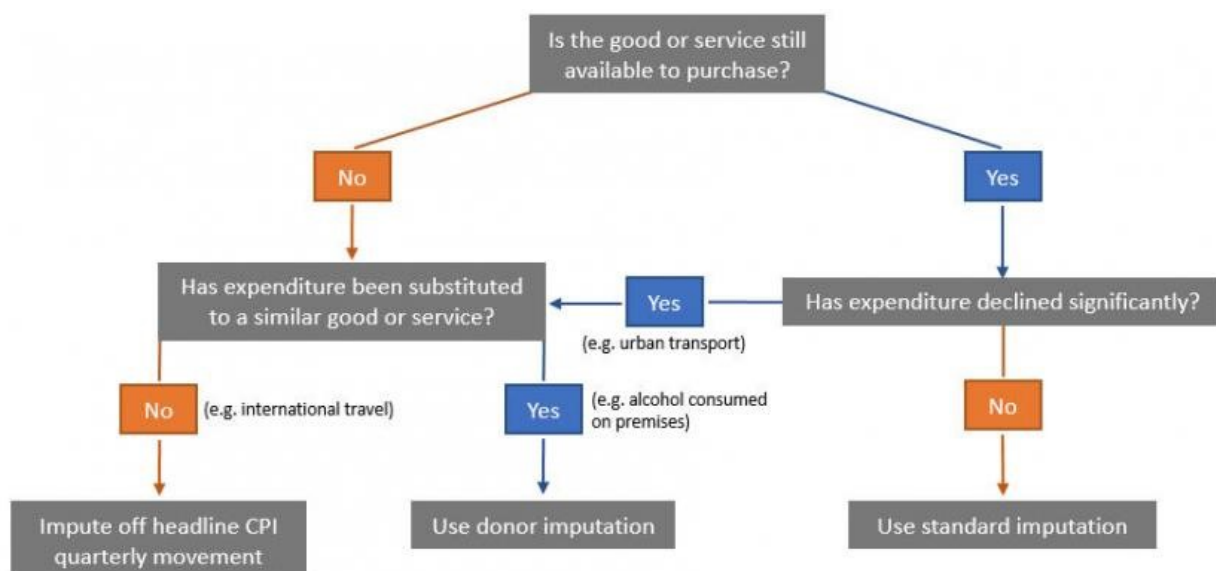 Is the good or service still
available to purchase?
No
Yes
Has expenditure been substituted
to a similar good or service?
Yes
(e.g. urban transport)
Has expenditure declined significantly?
No
(e.g. international travel)
Yes
(e.g. alcohol consumed
on premises)
No
Impute off headline CPI
quarterly movement
Use donor imputation
Use standard imputation